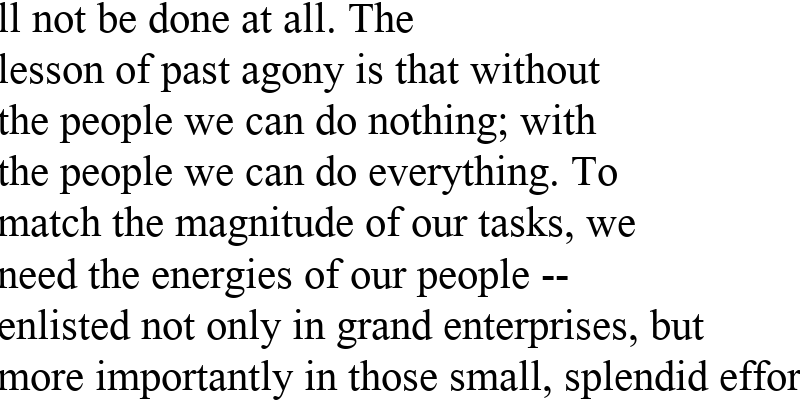 ll not be done at all. The
lesson of past agony is that without
the people we can do nothing; with
the people we can do everything. To
match the magnitude of our tasks, we
need the energies of our people --
enlisted not only in grand enterprises, but
more importantly in those small, splendid effor